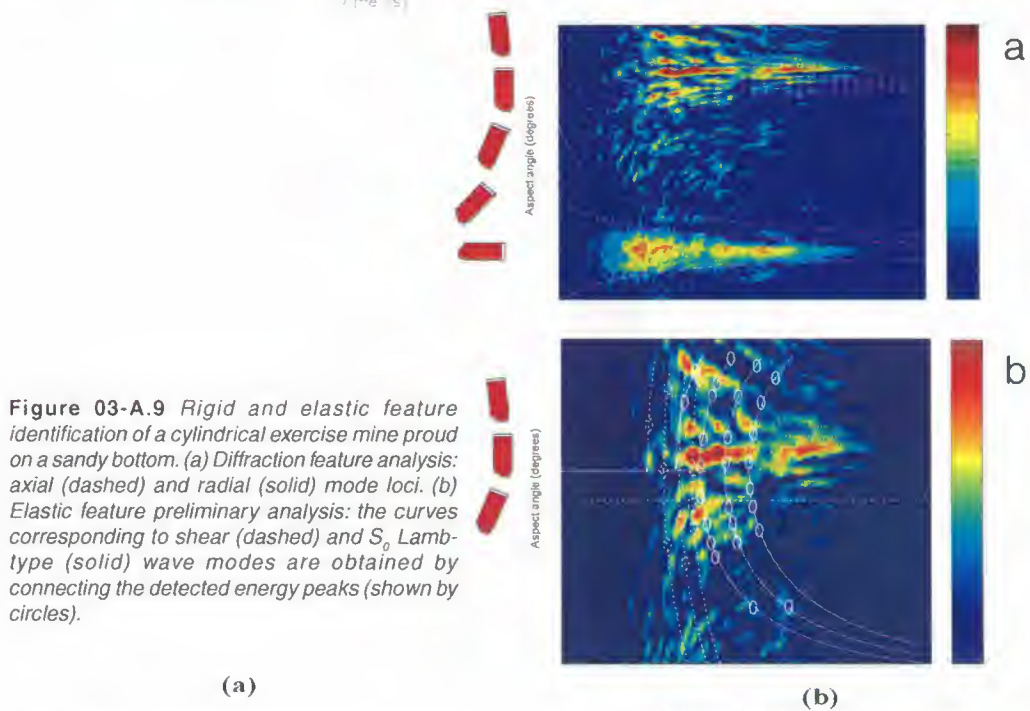 a
Aspect angle (degrees)
b
Aspect angle (degrees)
Figure 03-A.9 Rigid and elastic feature
identification of a cylindrical exercise mine proud
on a sandy bottom. (a) Diffraction feature analysis:
axial (dashed) and radial (solid) mode loci. (b)
Elastic feature preliminary analysis: the curves
corresponding to shear (dashed) and S₀ Lamb-
type (solid) wave modes are obtained by
connecting the detected energy peaks (shown by
circles).
(a)
(b)